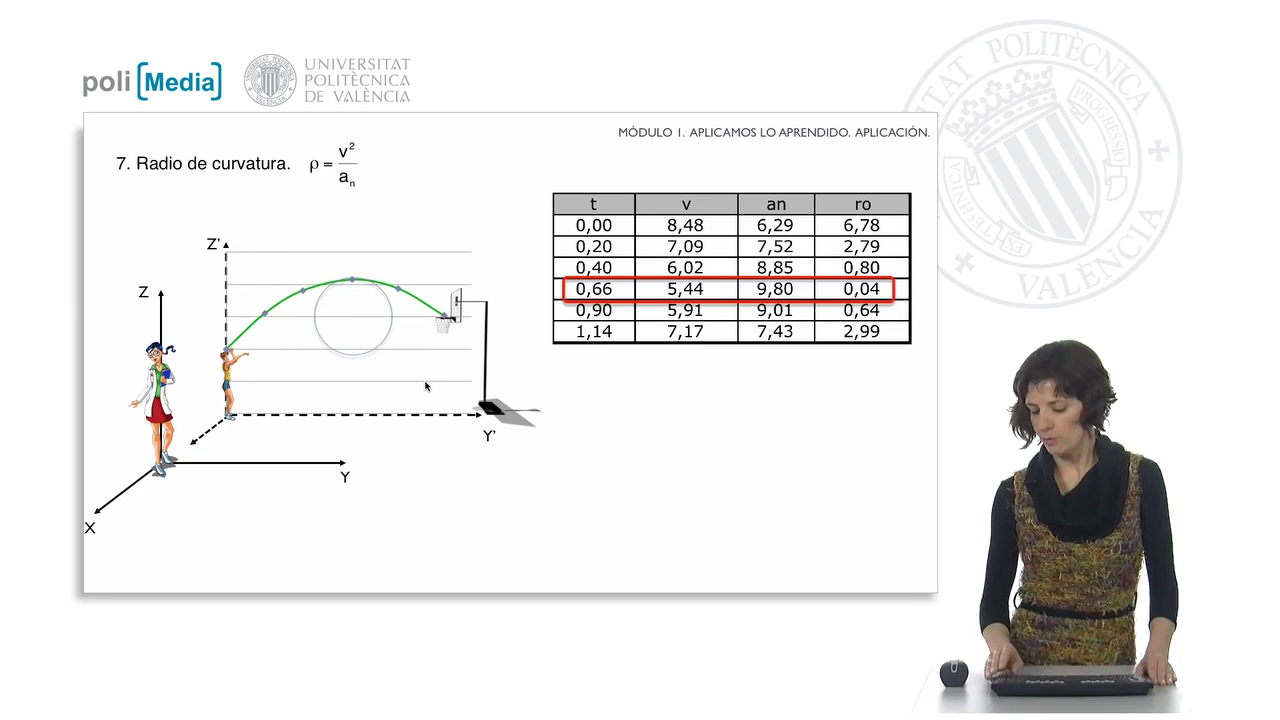 poli [Media]
UNIVERSITAT
POLITÈCNICA
DE VALÈNCIA
MÓDULO 1. APLICAMOS LO APRENDIDO. APLICACIÓN.
7. Radio de curvatura. ρ = v² / aₙ
t v an ro
0,00 8,48 6,29 6,78
0,20 7,09 7,52 2,79
0,40 6,02 8,85 0,80
0,66 5,44 9,80 0,04
0,90 5,91 9,01 0,64
1,14 7,17 7,43 2,99
Z'
Z
Y'
Y
X
POLITÈCNICA
VALÈNCIA
PROGRESSIO